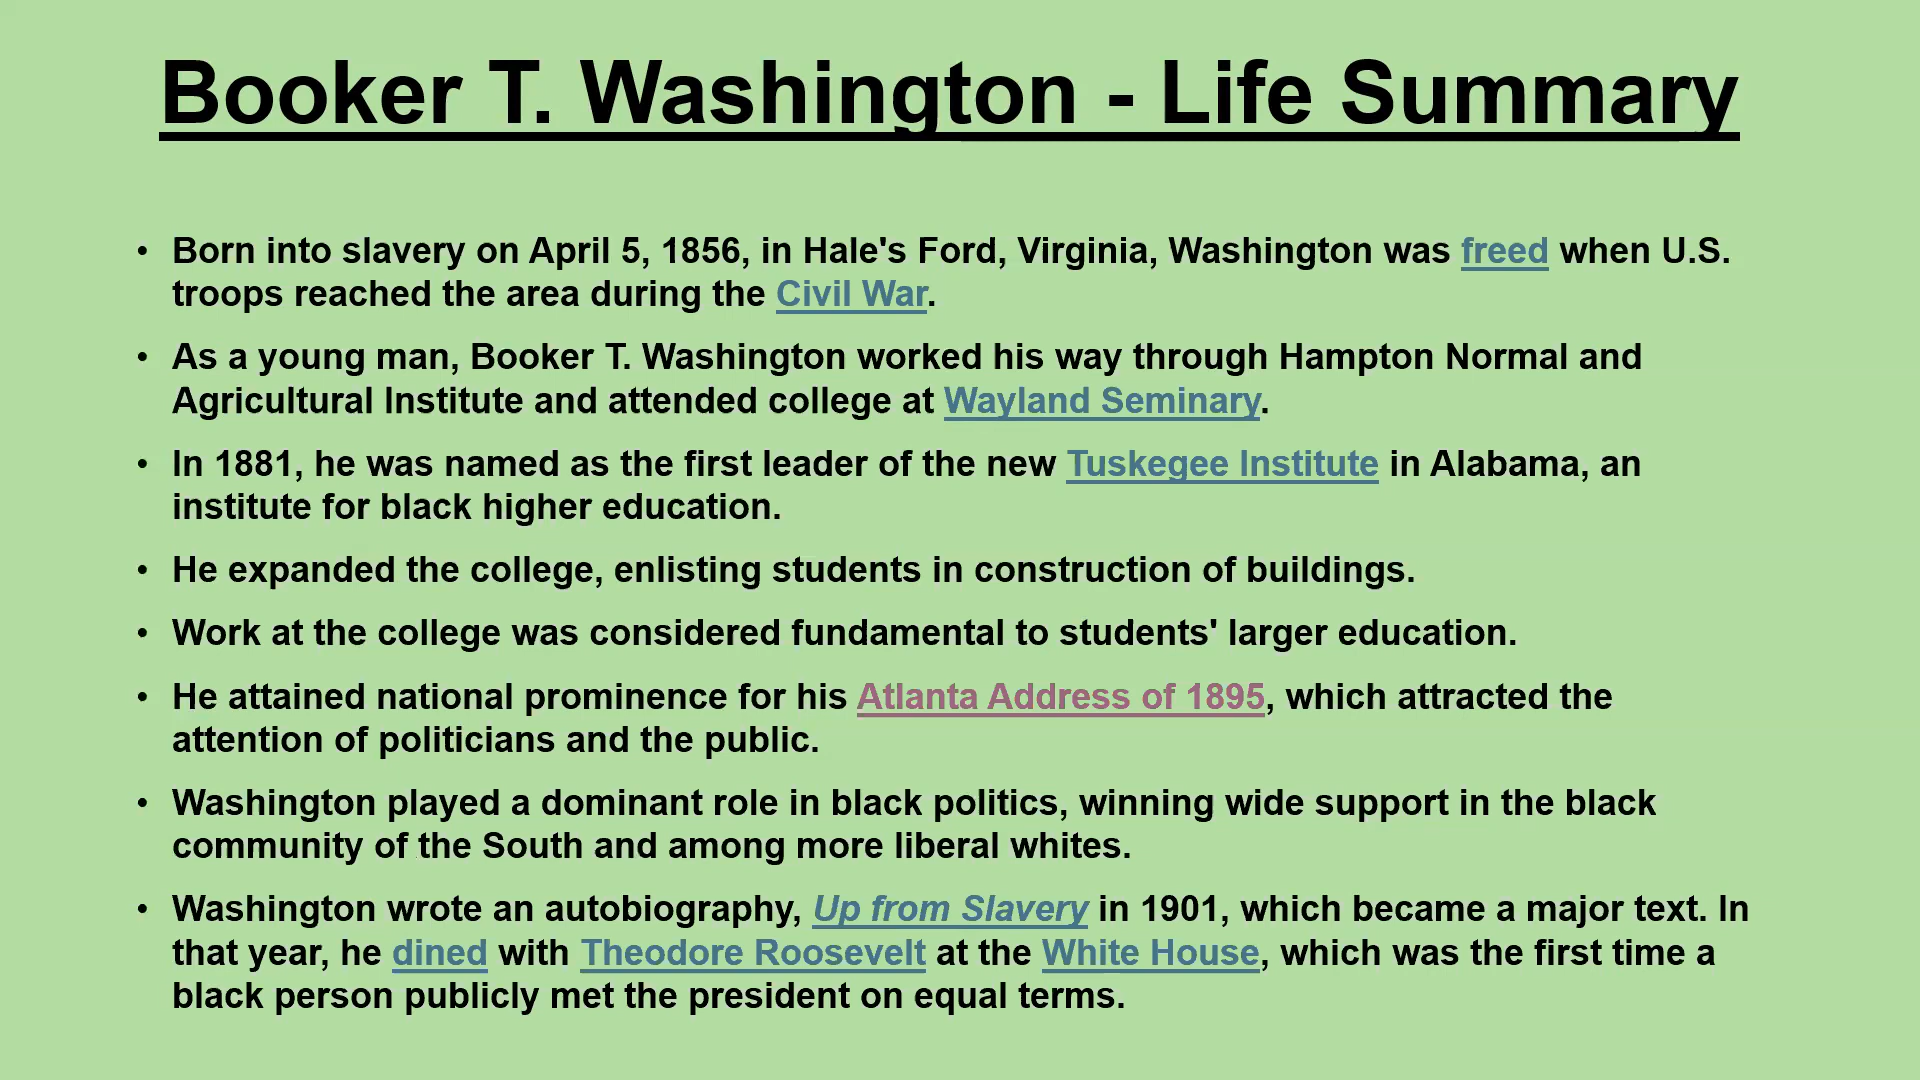 Booker T. Washington - Life Summary
• Born into slavery on April 5, 1856, in Hale's Ford, Virginia, Washington was freed when U.S.
troops reached the area during the Civil War.
• As a young man, Booker T. Washington worked his way through Hampton Normal and
Agricultural Institute and attended college at Wayland Seminary.
• In 1881, he was named as the first leader of the new Tuskegee Institute in Alabama, an
institute for black higher education.
• He expanded the college, enlisting students in construction of buildings.
• Work at the college was considered fundamental to students' larger education.
• He attained national prominence for his Atlanta Address of 1895, which attracted the
attention of politicians and the public.
• Washington played a dominant role in black politics, winning wide support in the black
community of the South and among more liberal whites.
• Washington wrote an autobiography, Up from Slavery in 1901, which became a major text. In
that year, he dined with Theodore Roosevelt at the White House, which was the first time a
black person publicly met the president on equal terms.